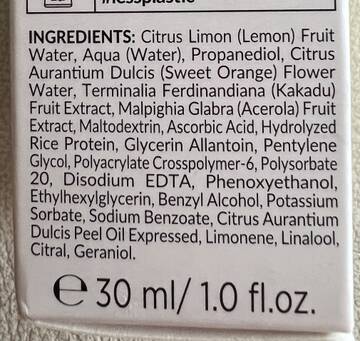 INGREDIENTS: Citrus Limon (Lemon) Fruit
Water, Aqua (Water), Propanediol, Citrus
Aurantium Dulcis (Sweet Orange) Flower
Water, Terminalia Ferdinandiana (Kakadu)
Fruit Extract, Malpighia Glabra (Acerola) Fruit
Extract, Maltodextrin, Ascorbic Acid, Hydrolyzed
Rice Protein, Glycerin Allantoin, Pentylene
Glycol, Polyacrylate Crosspolymer-6, Polysorbate
20, Disodium EDTA, Phenoxyethanol,
Ethylhexylglycerin, Benzyl Alcohol, Potassium
Sorbate, Sodium Benzoate, Citrus Aurantium
Dulcis Peel Oil Expressed, Limonene, Linalool,
Citral, Geraniol.
℮ 30 ml/ 1.0 fl.oz.